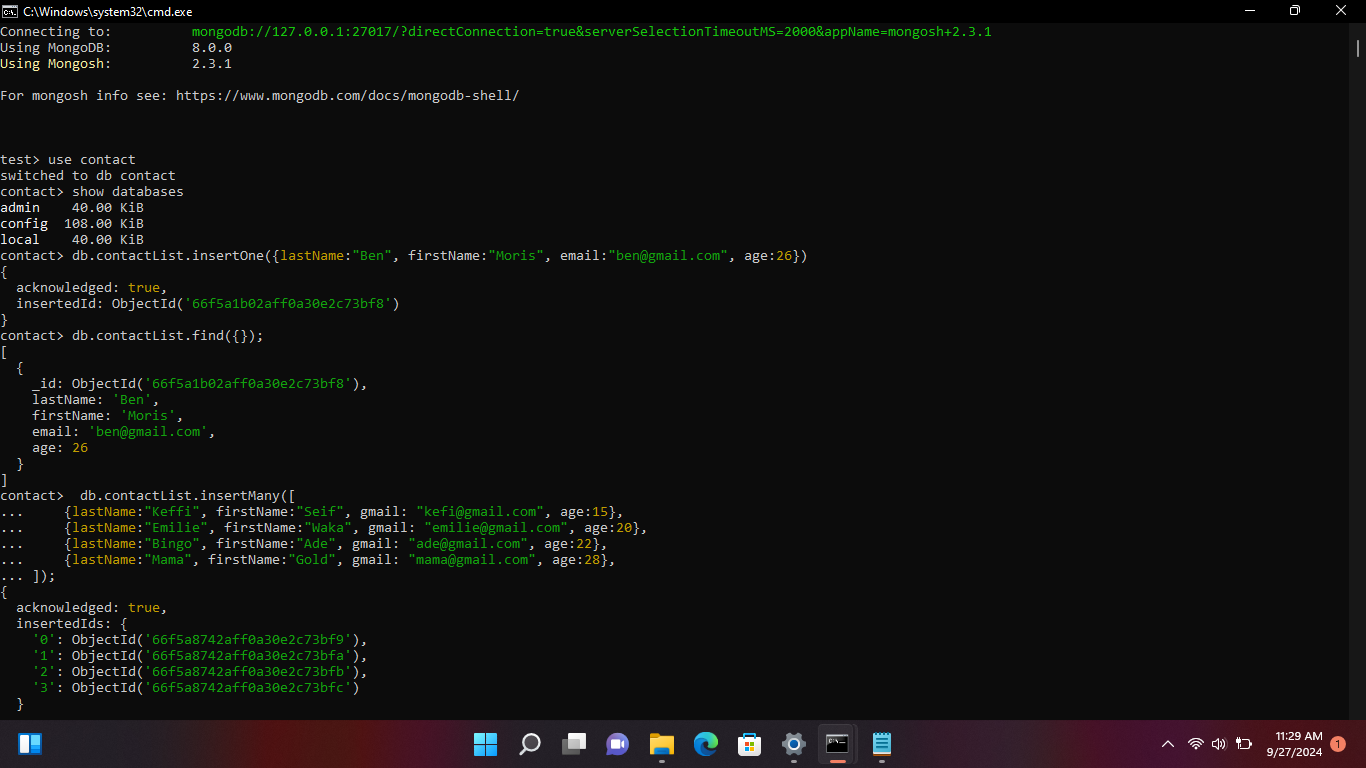 C:\Windows\system32\cmd.exe
Connecting to:          mongodb://127.0.0.1:27017/?directConnection=true&serverSelectionTimeoutMS=2000&appName=mongosh+2.3.1
Using MongoDB:          8.0.0
Using Mongosh:          2.3.1
For mongosh info see: https://www.mongodb.com/docs/mongodb-shell/
test> use contact
switched to db contact
contact> show databases
admin    40.00 KiB
config  108.00 KiB
local    40.00 KiB
contact> db.contactList.insertOne({lastName:"Ben", firstName:"Moris", email:"ben@gmail.com", age:26})
{
  acknowledged: true,
  insertedId: ObjectId('66f5a1b02aff0a30e2c73bf8')
}
contact> db.contactList.find({});
[
  {
    _id: ObjectId('66f5a1b02aff0a30e2c73bf8'),
    lastName: 'Ben',
    firstName: 'Moris',
    email: 'ben@gmail.com',
    age: 26
  }
]
contact>  db.contactList.insertMany([
...     {lastName:"Keffi", firstName:"Seif", gmail: "kefi@gmail.com", age:15},
...     {lastName:"Emilie", firstName:"Waka", gmail: "emilie@gmail.com", age:20},
...     {lastName:"Bingo", firstName:"Ade", gmail: "ade@gmail.com", age:22},
...     {lastName:"Mama", firstName:"Gold", gmail: "mama@gmail.com", age:28},
... ]);
{
  acknowledged: true,
  insertedIds: {
    '0': ObjectId('66f5a8742aff0a30e2c73bf9'),
    '1': ObjectId('66f5a8742aff0a30e2c73bfa'),
    '2': ObjectId('66f5a8742aff0a30e2c73bfb'),
    '3': ObjectId('66f5a8742aff0a30e2c73bfc')
  }
11:29 AM
9/27/2024
1